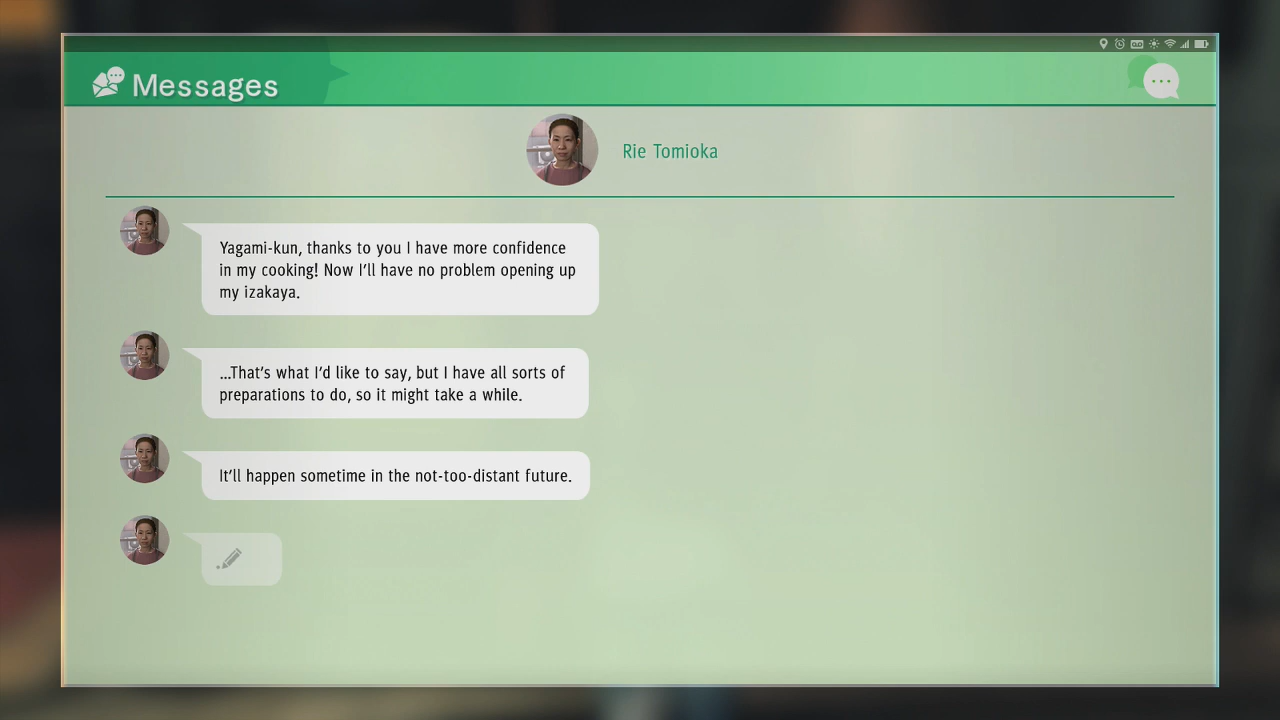 Messages
Rie Tomioka
Yagami-kun, thanks to you I have more confidence
in my cooking! Now I'll have no problem opening up
my izakaya.
...That's what I'd like to say, but I have all sorts of
preparations to do, so it might take a while.
It'll happen sometime in the not-too-distant future.